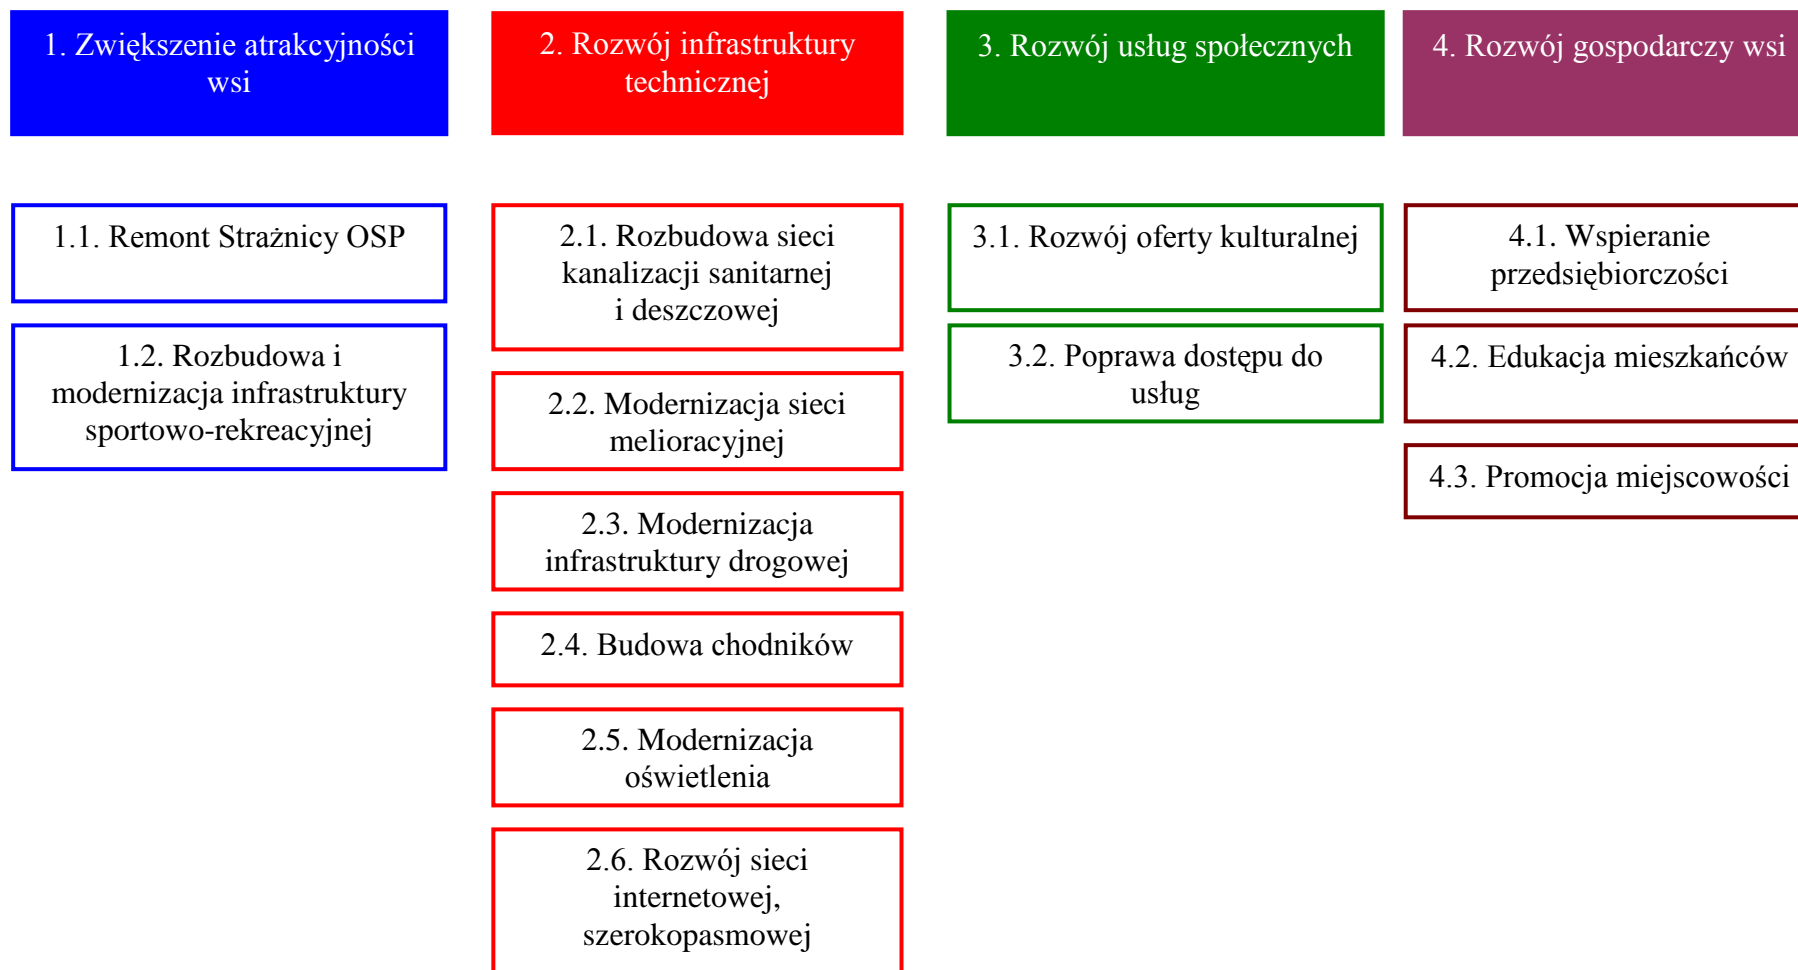 1. Zwiększenie atrakcyjności
wsi
2. Rozwój infrastruktury
technicznej
3. Rozwój usług społecznych
4. Rozwój gospodarczy wsi
1.1. Remont Strażnicy OSP
1.2. Rozbudowa i
modernizacja infrastruktury
sportowo-rekreacyjnej
2.1. Rozbudowa sieci
kanalizacji sanitarnej
i deszczowej
2.2. Modernizacja sieci
melioracyjnej
2.3. Modernizacja
infrastruktury drogowej
2.4. Budowa chodników
2.5. Modernizacja
oświetlenia
2.6. Rozwój sieci
internetowej,
szerokopasmowej
3.1. Rozwój oferty kulturalnej
3.2. Poprawa dostępu do
usług
4.1. Wspieranie
przedsiębiorczości
4.2. Edukacja mieszkańców
4.3. Promocja miejscowości